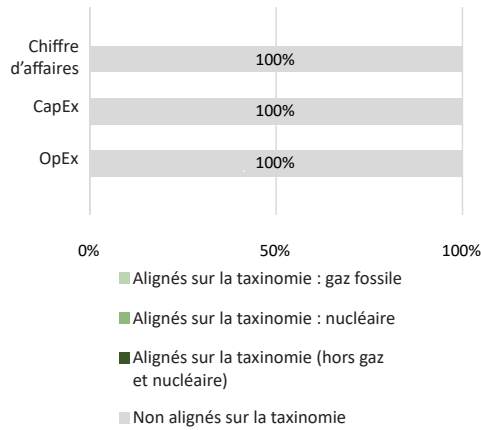 Chiffre
d'affaires
100%
CapEx
100%
OpEx
100%
0%
50%
100%
Alignés sur la taxinomie : gaz fossile
Alignés sur la taxinomie : nucléaire
Alignés sur la taxinomie (hors gaz
et nucléaire)
Non alignés sur la taxinomie